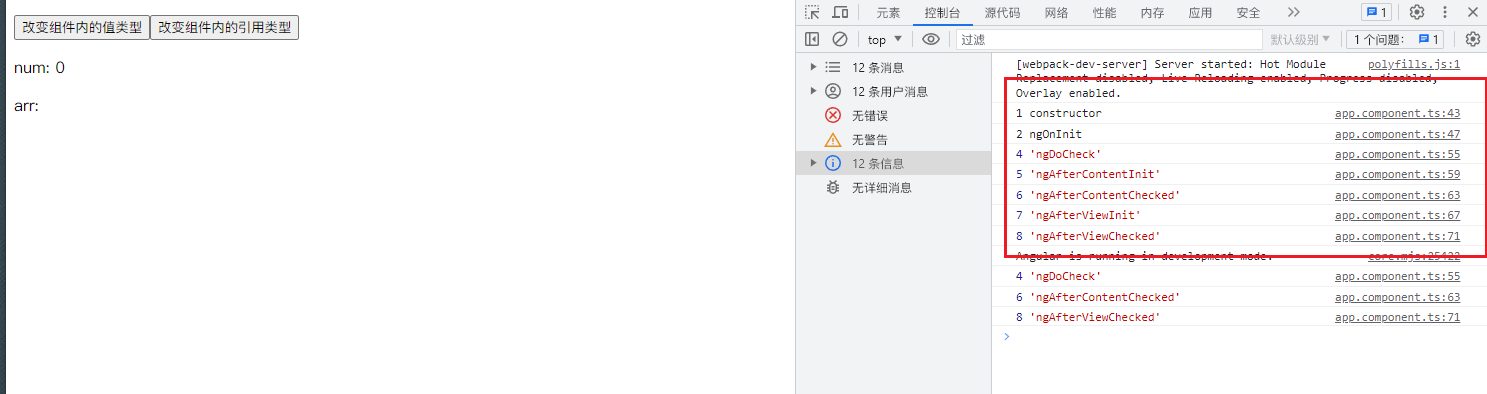 改变组件内的值类型 改变组件内的引用类型
num: 0
arr:
元素 控制台 源代码 网络 性能 内存 应用 安全 1
top 过滤 默认级别 1 个问题： 1
12 条消息
12 条用户消息
无错误
无警告
12 条信息
无详细消息
[webpack-dev-server] Server started: Hot Module polyfills.js:1
Replacement disabled, Live Reloading enabled, Progress disabled,
Overlay enabled.
1 constructor app.component.ts:43
2 ngOnInit app.component.ts:47
4 'ngDoCheck' app.component.ts:55
5 'ngAfterContentInit' app.component.ts:59
6 'ngAfterContentChecked' app.component.ts:63
7 'ngAfterViewInit' app.component.ts:67
8 'ngAfterViewChecked' app.component.ts:71
Angular is running in development mode. core.mjs:25422
4 'ngDoCheck' app.component.ts:55
6 'ngAfterContentChecked' app.component.ts:63
8 'ngAfterViewChecked' app.component.ts:71